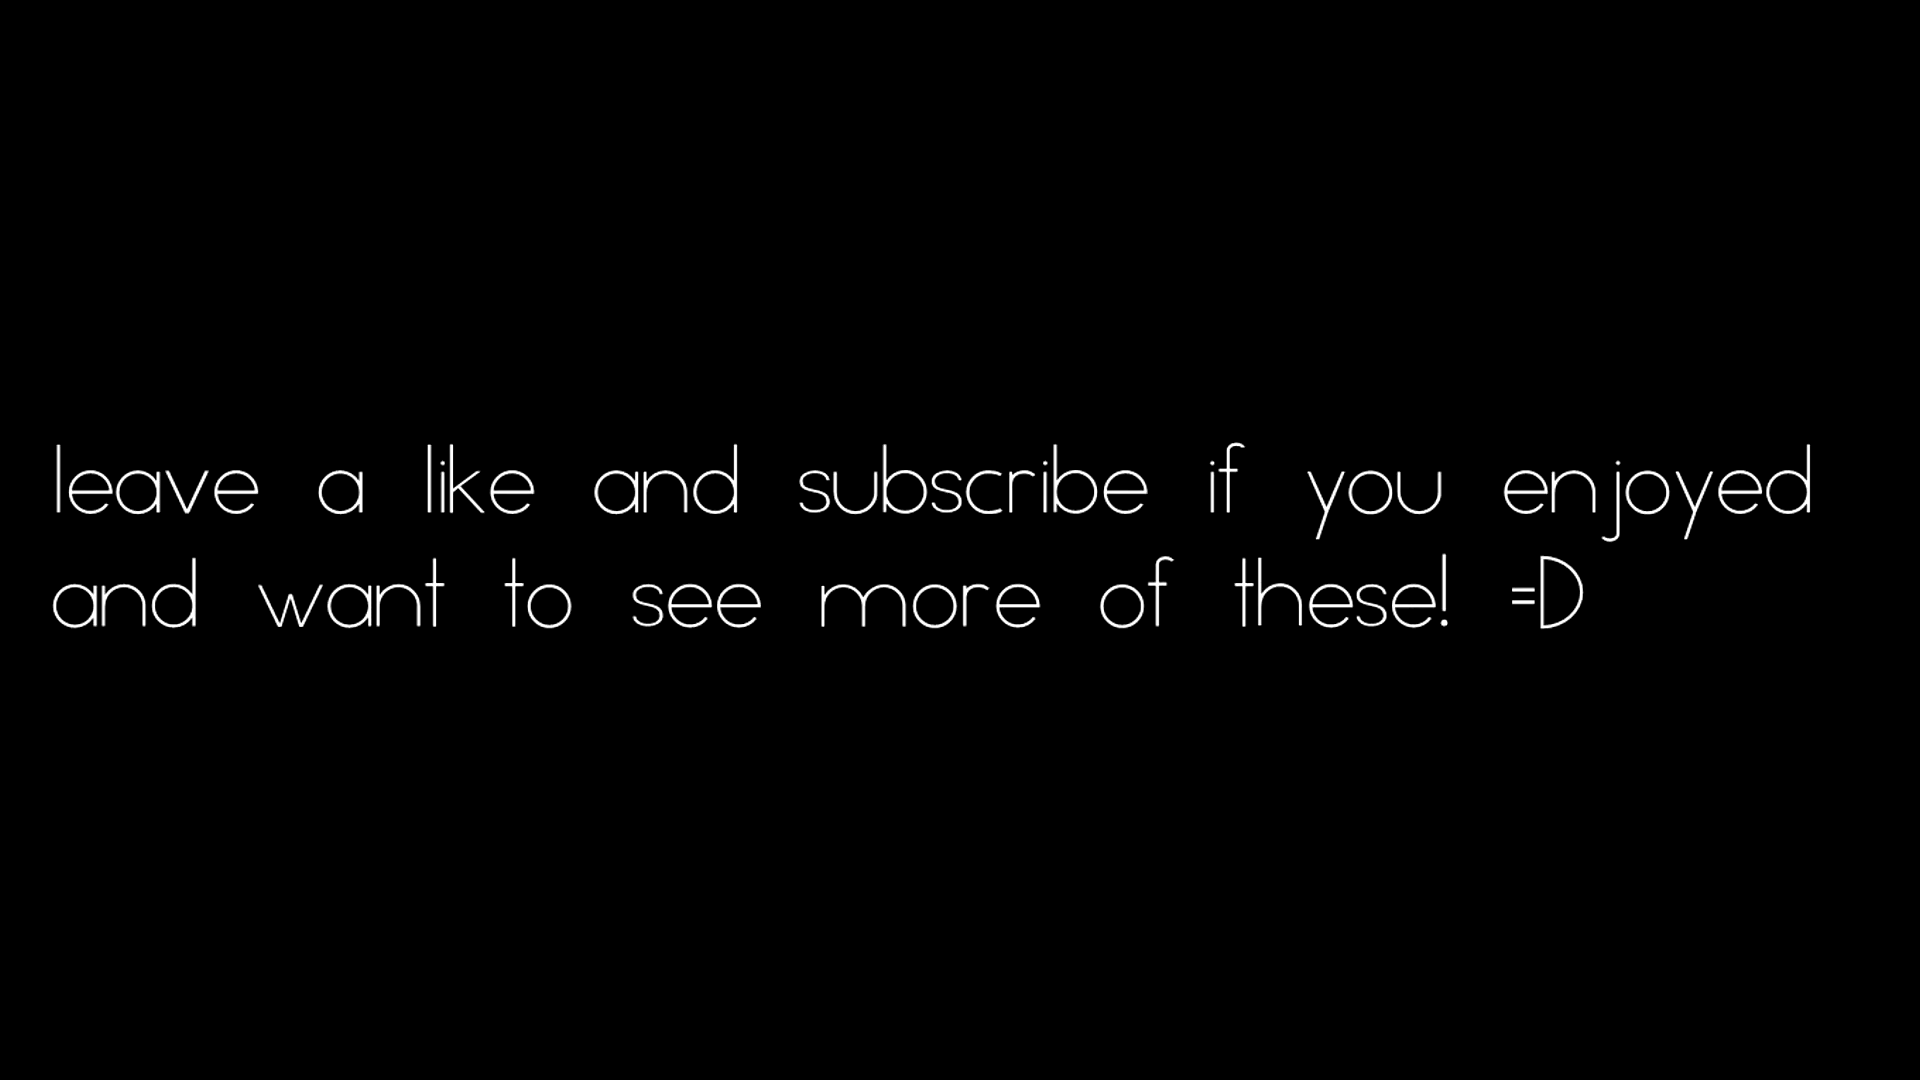 leave a like and subscribe if you enjoyed
and want to see more of these! =D